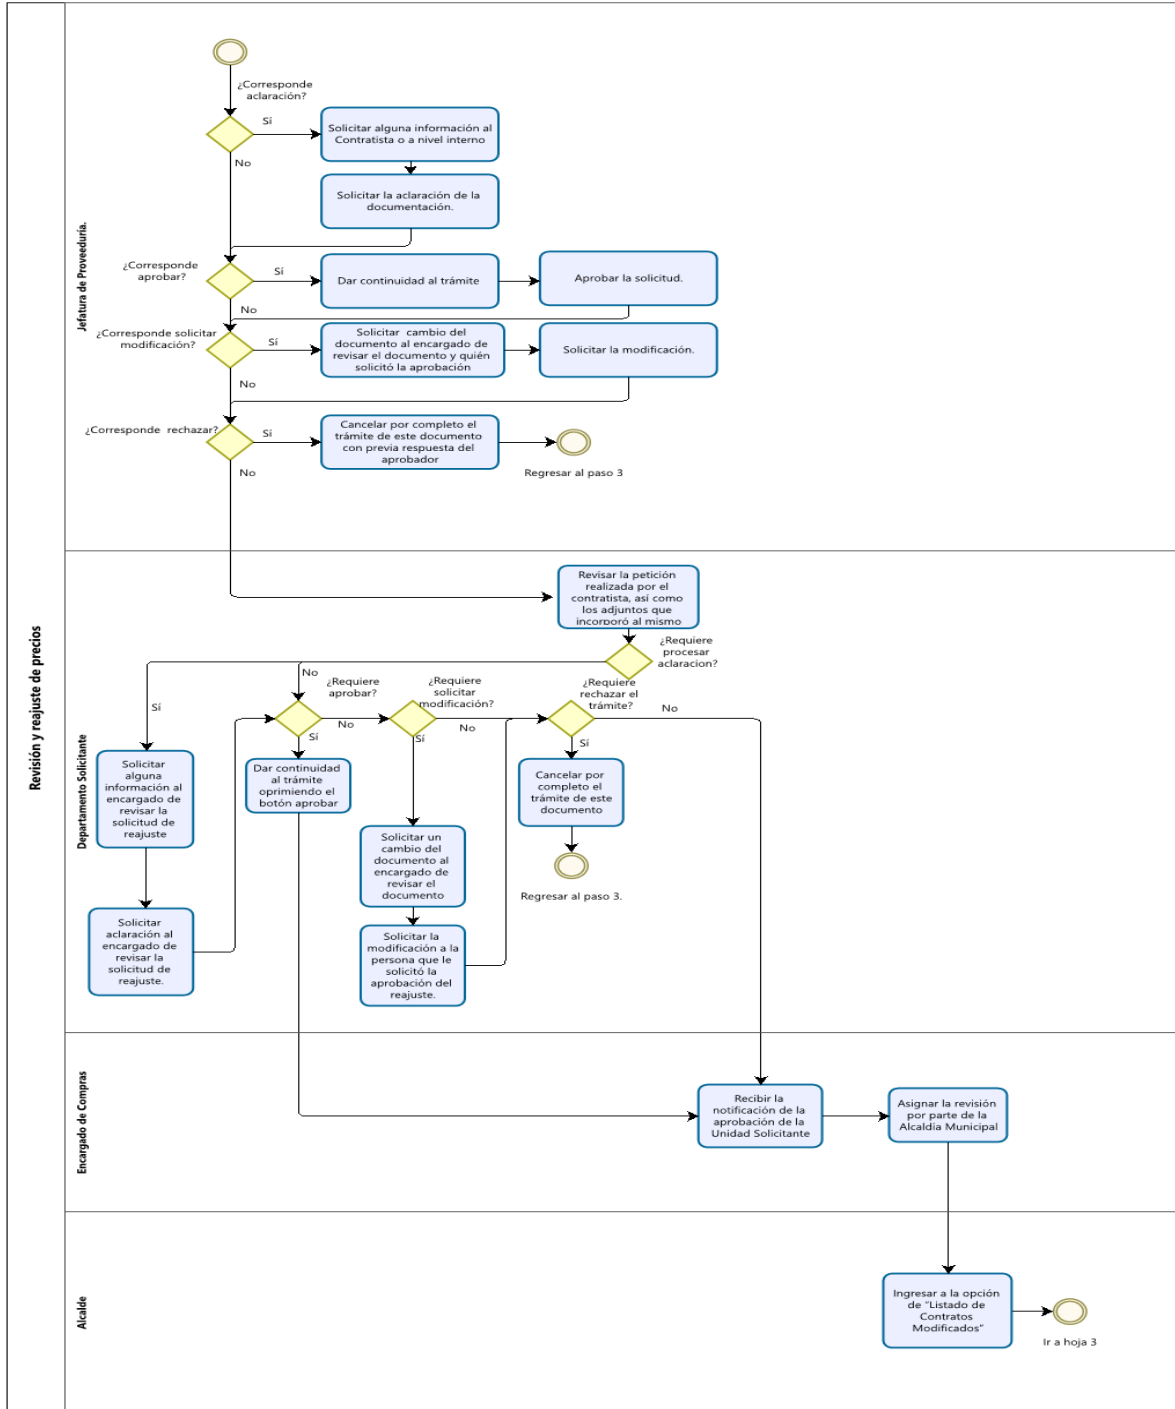 Revisión y reajuste de precios
Jefatura de Proveeduría.
¿Corresponde
aclaración?
Sí
No
Solicitar alguna información al
Contratista o a nivel interno
Solicitar la aclaración de la
documentación.
¿Corresponde
aprobar?
Sí
No
Dar continuidad al trámite
Aprobar la solicitud.
¿Corresponde solicitar
modificación?
Sí
No
Solicitar cambio del
documento al encargado de
revisar el documento y quién
solicitó la aprobación
Solicitar la modificación.
¿Corresponde rechazar?
Sí
No
Cancelar por completo el
trámite de este documento
con previa respuesta del
aprobador
Regresar al paso 3
Departamento Solicitante
Revisar la petición
realizada por el
contratista, así como
los adjuntos que
incorporó al mismo
¿Requiere
procesar
aclaracion?
Sí
No
Solicitar
alguna
información al
encargado de
revisar la
solicitud de
reajuste
Solicitar
aclaración al
encargado de
revisar la
solicitud de
reajuste.
¿Requiere
aprobar?
No
Sí
Dar continuidad
al trámite
oprimiendo el
botón aprobar
¿Requiere
solicitar
modificación?
No
Sí
Solicitar un
cambio del
documento al
encargado de
revisar el
documento
Solicitar la
modificación a la
persona que le
solicitó la
aprobación del
reajuste.
¿Requiere
rechazar el
trámite?
No
Sí
Cancelar por
completo el
trámite de este
documento
Regresar al paso 3.
Encargado de Compras
Recibir la
notificación de la
aprobación de la
Unidad Solicitante
Asignar la revisión
por parte de la
Alcaldía Municipal
Alcalde
Ingresar a la opción
de “Listado de
Contratos
Modificados”
Ir a hoja 3